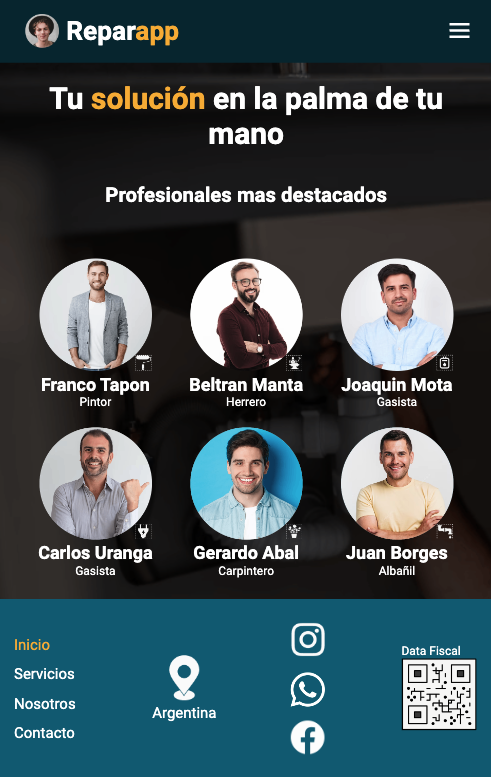 Reparapp
Tu solución en la palma de tu
mano
Profesionales mas destacados
Franco Tapon
Pintor
Beltran Manta
Herrero
Joaquin Mota
Gasista
Carlos Uranga
Gasista
Gerardo Abal
Carpintero
Juan Borges
Albañil
Inicio
Servicios
Nosotros
Contacto
Argentina
Data Fiscal